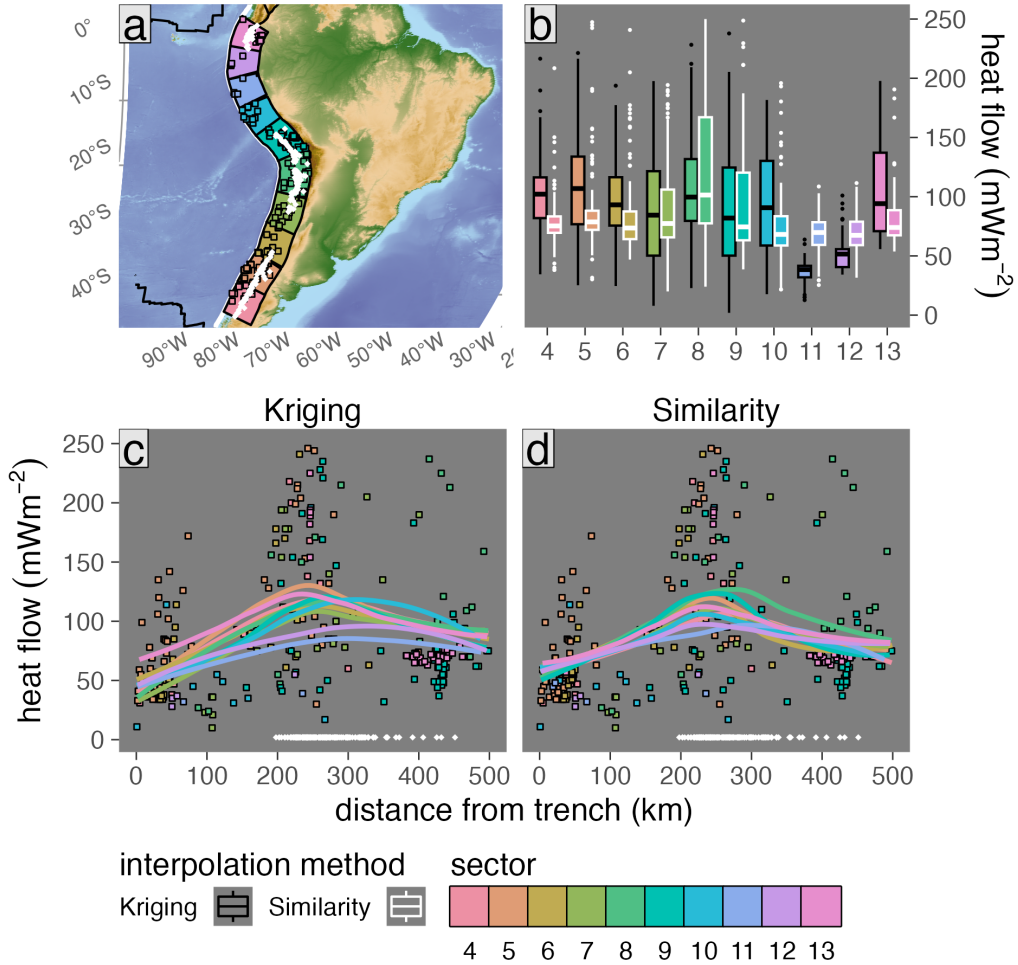 a
0°
10°S
20°S
30°S
40°S
90°W
80°W
70°W
60°W
50°W
40°W
30°W
b
250
200
150
100
50
0
heat flow (mWm−2)
4 5 6 7 8 9 10 11 12 13
Kriging
Similarity
c
d
250
200
150
100
50
0
heat flow (mWm−2)
0 100 200 300 400 500
0 100 200 300 400 500
distance from trench (km)
interpolation method
Kriging
Similarity
sector
4 5 6 7 8 9 10 11 12 13